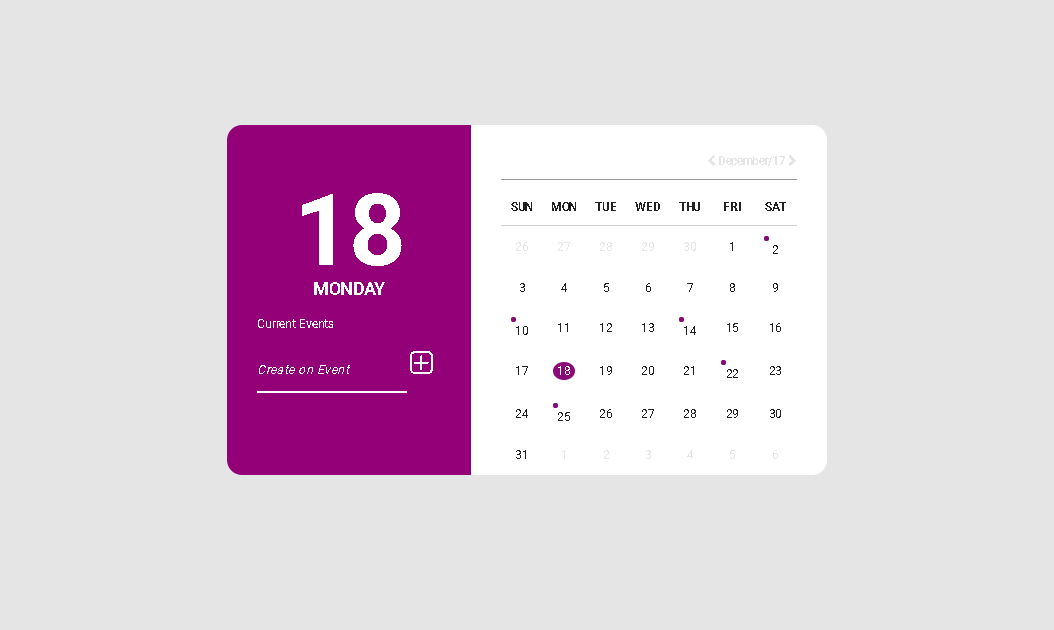 18
MONDAY
Current Events
Create on Event
December/17
SUN MON TUE WED THU FRI SAT
26 27 28 29 30 1 2
3 4 5 6 7 8 9
10 11 12 13 14 15 16
17 18 19 20 21 22 23
24 25 26 27 28 29 30
31 1 2 3 4 5 6